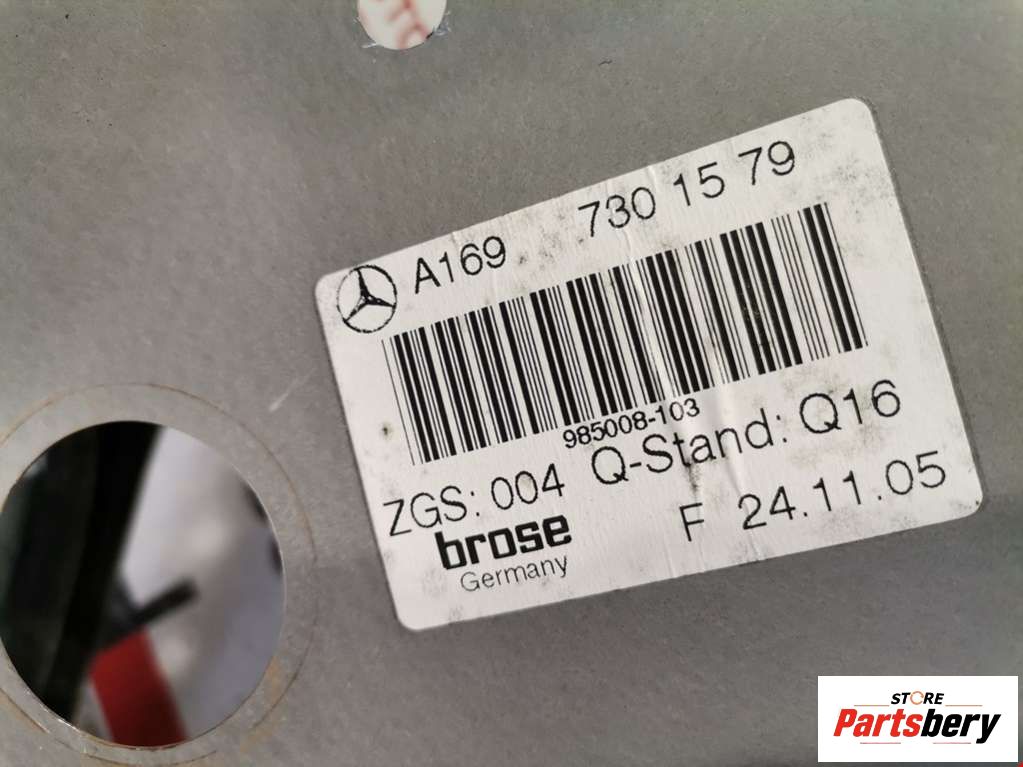 A169 730 15 79
985008-103
ZGS: 004 Q-Stand: Q16
brose F 24.11.05
Germany
STORE
Partsbery